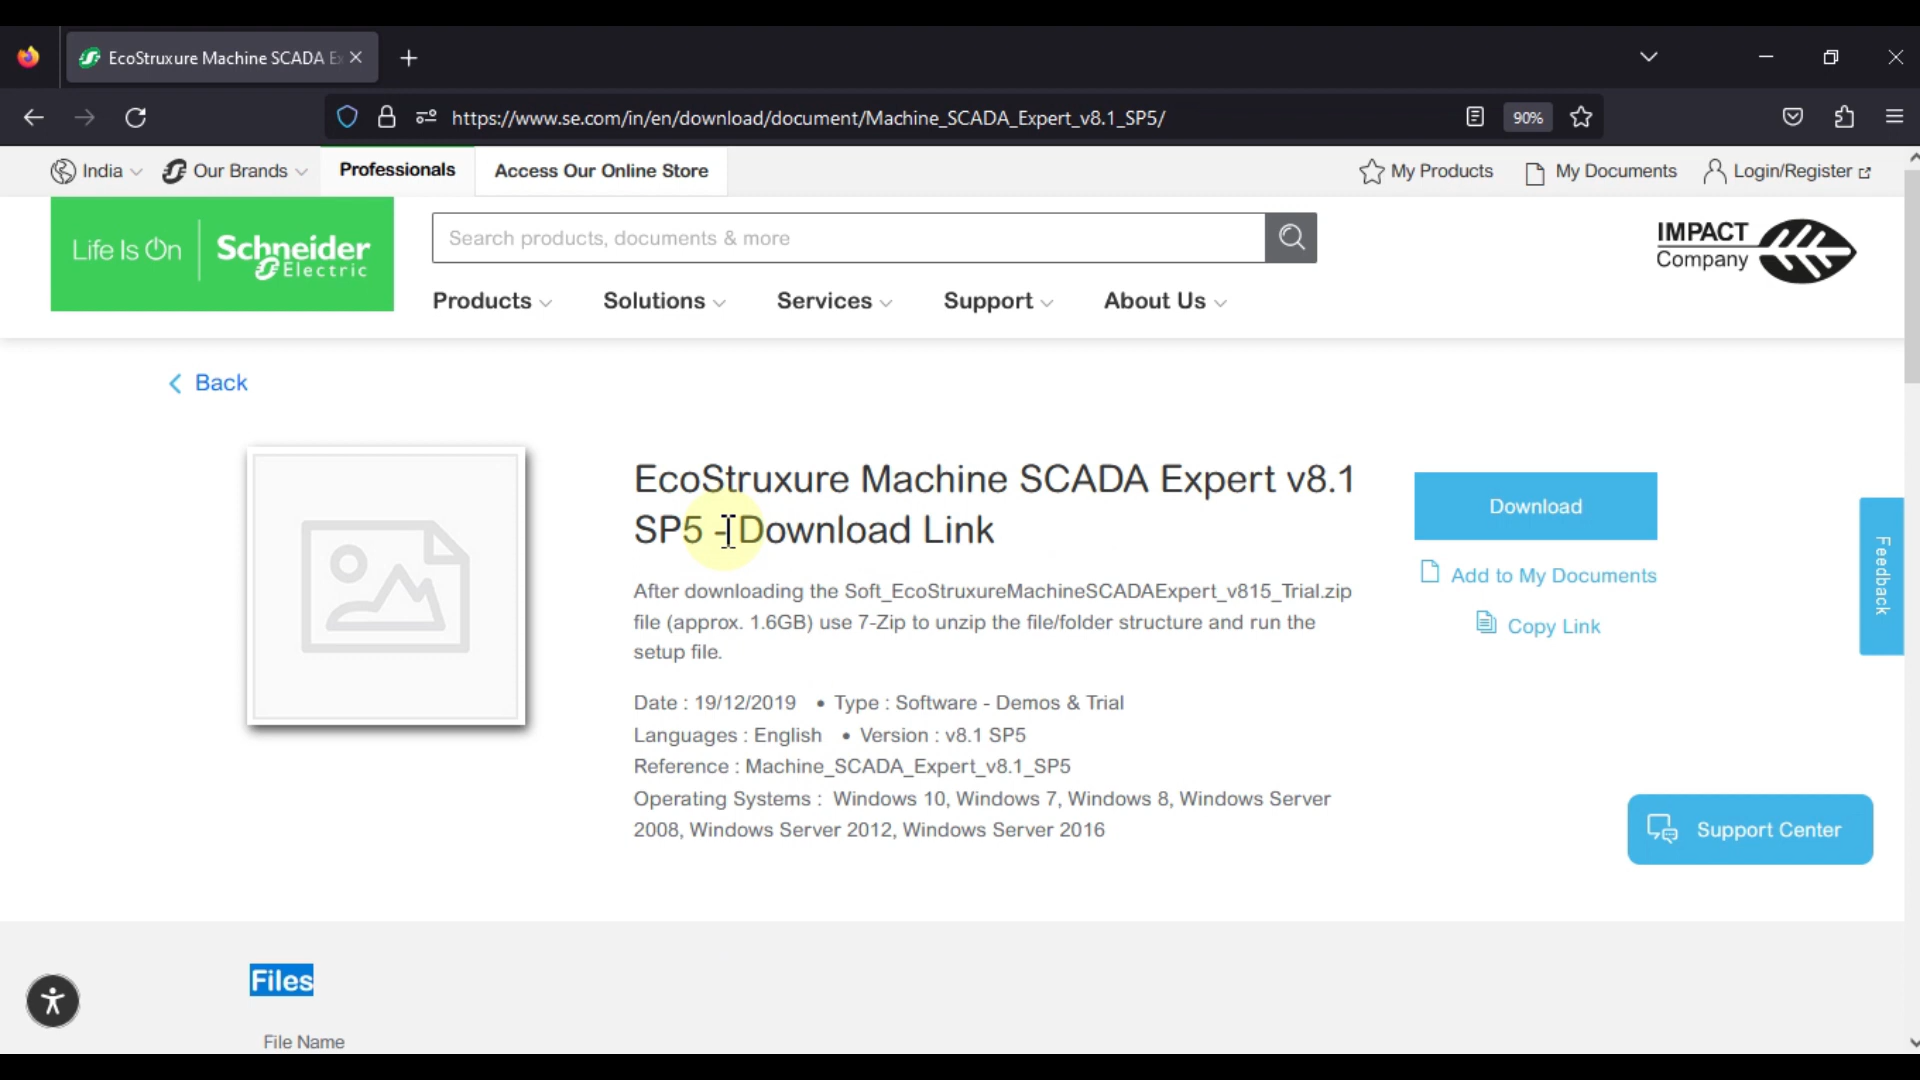 EcoStruxure Machine SCADA Ex
https://www.se.com/in/en/download/document/Machine_SCADA_Expert_v8.1_SP5/
90%
India
Our Brands
Professionals
Access Our Online Store
My Products
My Documents
Login/Register
Life Is On
Schneider
Electric
Search products, documents & more
IMPACT
Company
Products
Solutions
Services
Support
About Us
Back
EcoStruxure Machine SCADA Expert v8.1
SP5 - Download Link
Download
After downloading the Soft_EcoStruxureMachineSCADAExpert_v815_Trial.zip
file (approx. 1.6GB) use 7-Zip to unzip the file/folder structure and run the
setup file.
Add to My Documents
Copy Link
Feedback
Date : 19/12/2019 • Type : Software - Demos & Trial
Languages : English • Version : v8.1 SP5
Reference : Machine_SCADA_Expert_v8.1_SP5
Operating Systems : Windows 10, Windows 7, Windows 8, Windows Server
2008, Windows Server 2012, Windows Server 2016
Support Center
Files
File Name